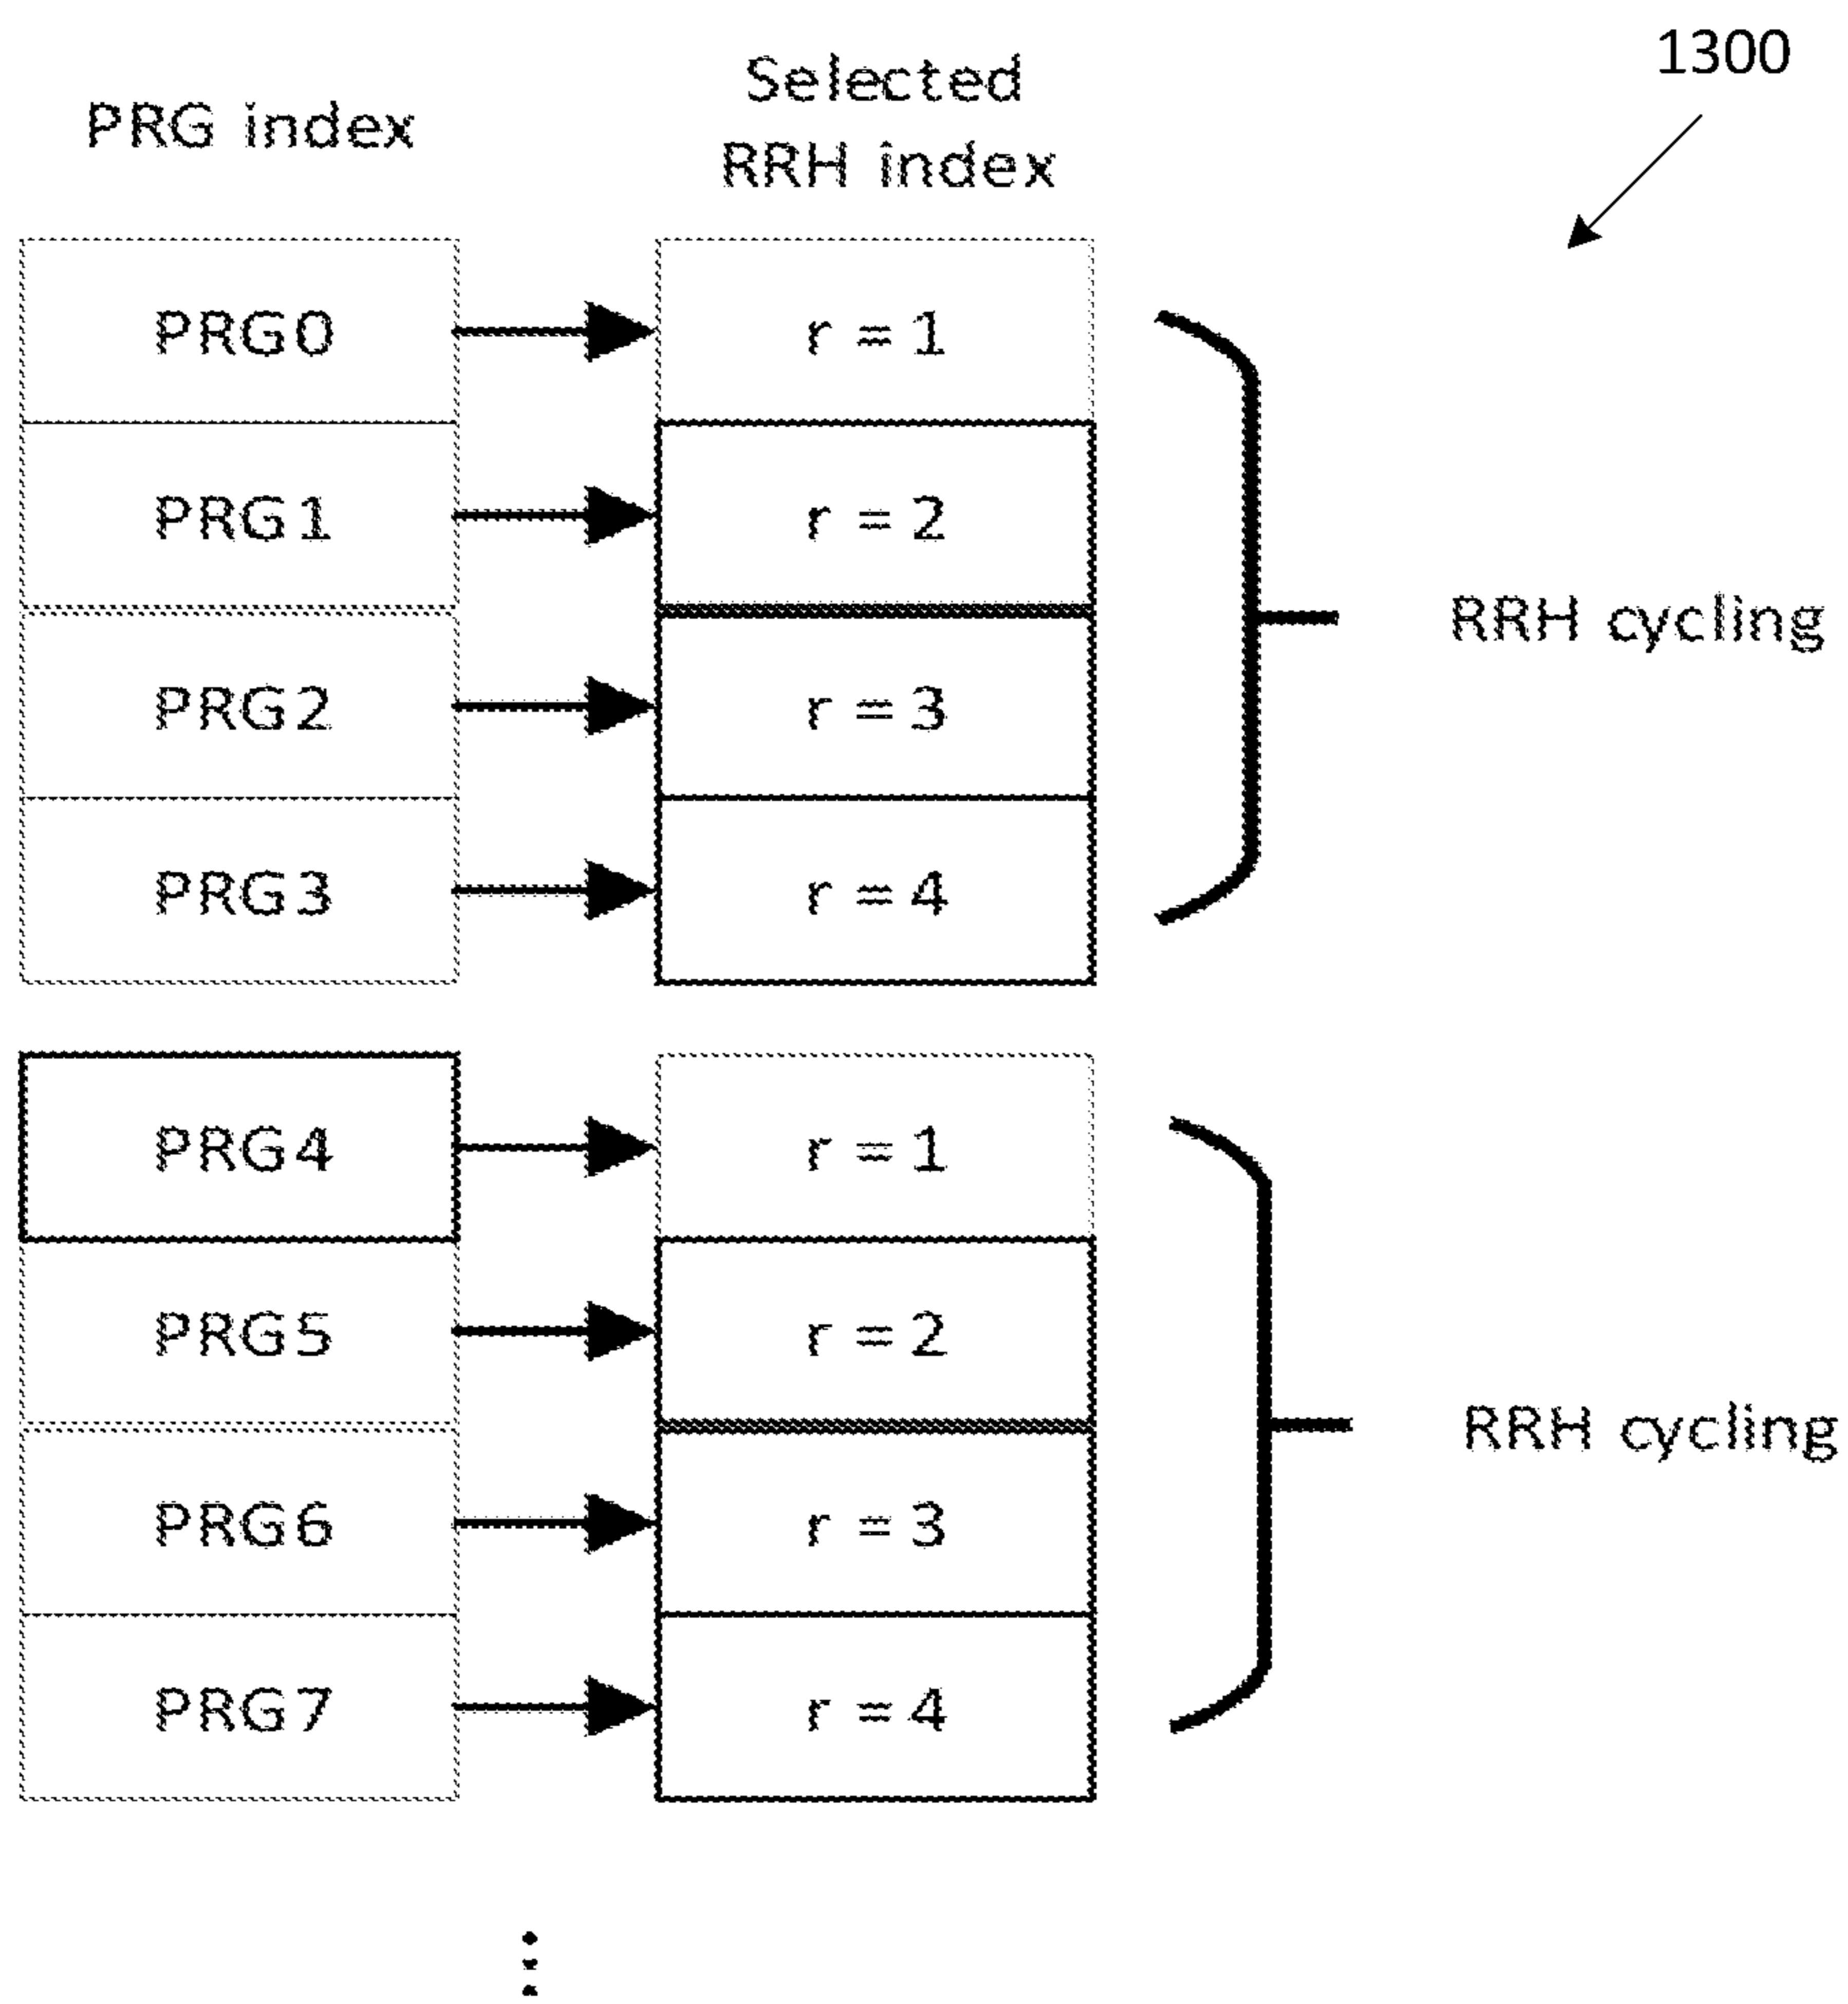 1300
PRG index
Selected
RRH index
PRG0
r = 1
PRG1
r = 2
RRH cycling
PRG2
r = 3
PRG3
r = 4
PRG4
r = 1
PRG5
r = 2
RRH cycling
PRG6
r = 3
PRG7
r = 4
⋮